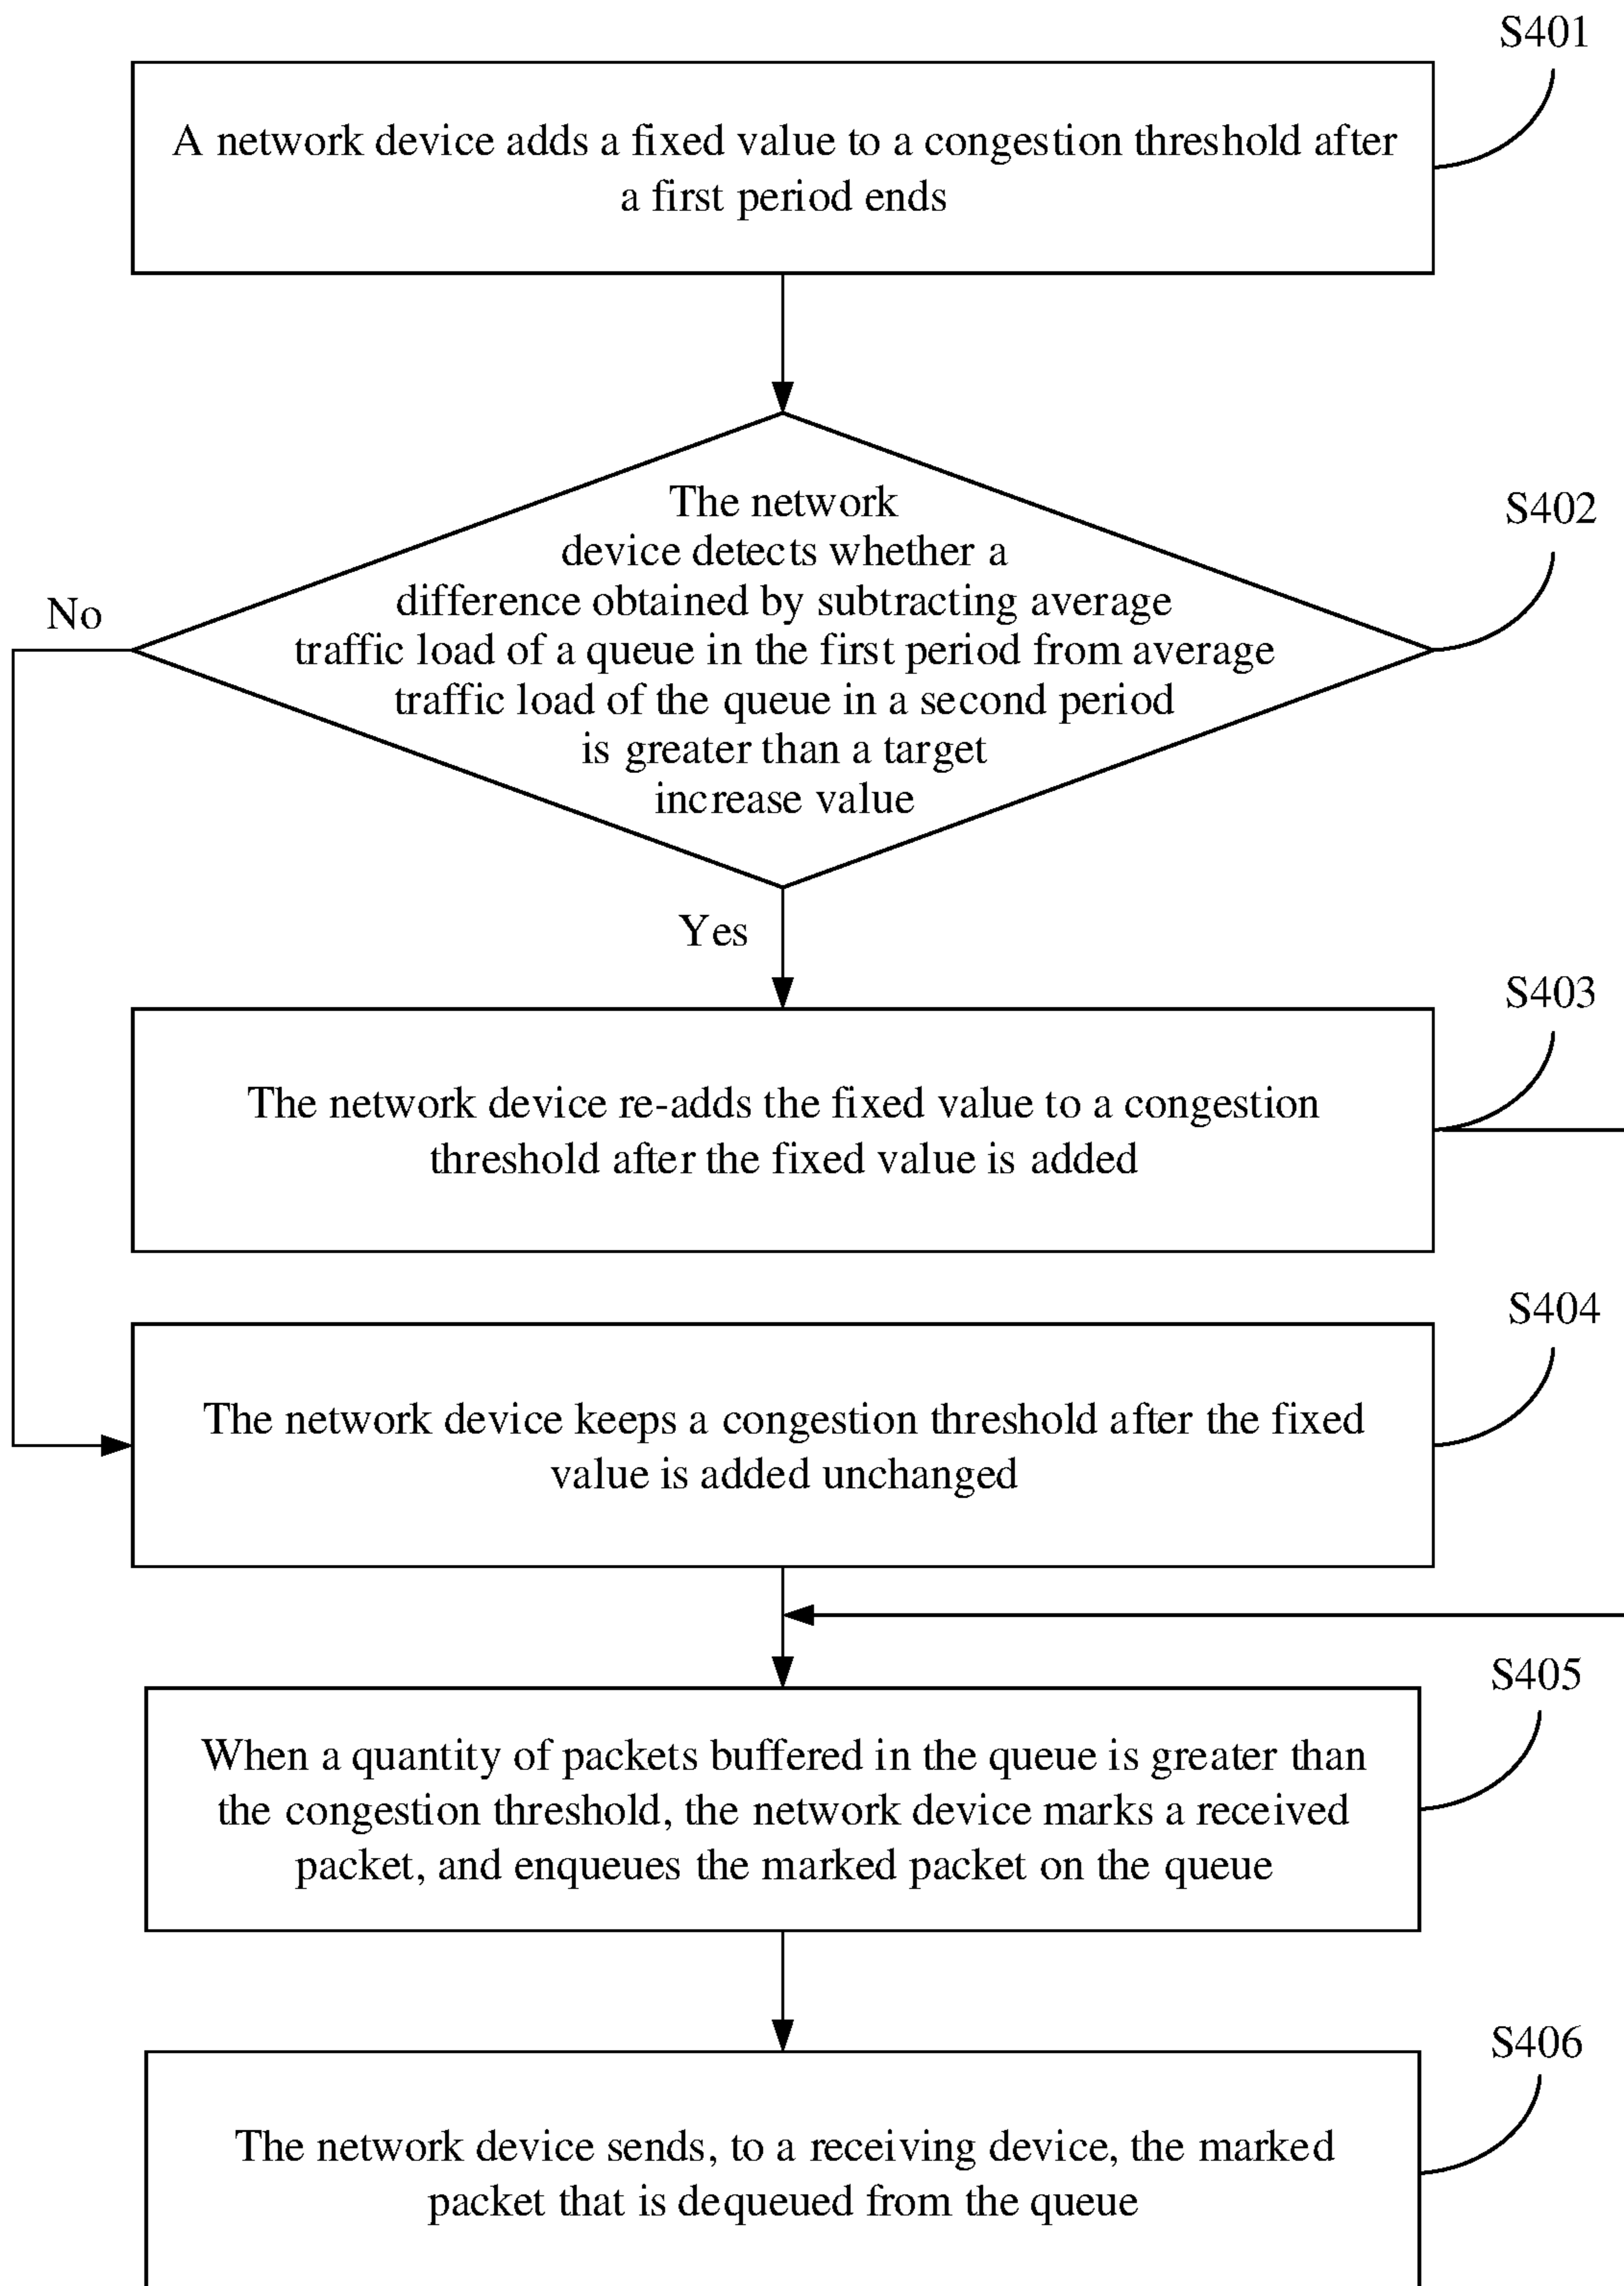 S401
A network device adds a fixed value to a congestion threshold after
a first period ends
S402
The network
device detects whether a
difference obtained by subtracting average
traffic load of a queue in the first period from average
traffic load of the queue in a second period
is greater than a target
increase value
No
Yes
S403
The network device re-adds the fixed value to a congestion
threshold after the fixed value is added
S404
The network device keeps a congestion threshold after the fixed
value is added unchanged
S405
When a quantity of packets buffered in the queue is greater than
the congestion threshold, the network device marks a received
packet, and enqueues the marked packet on the queue
S406
The network device sends, to a receiving device, the marked
packet that is dequeued from the queue